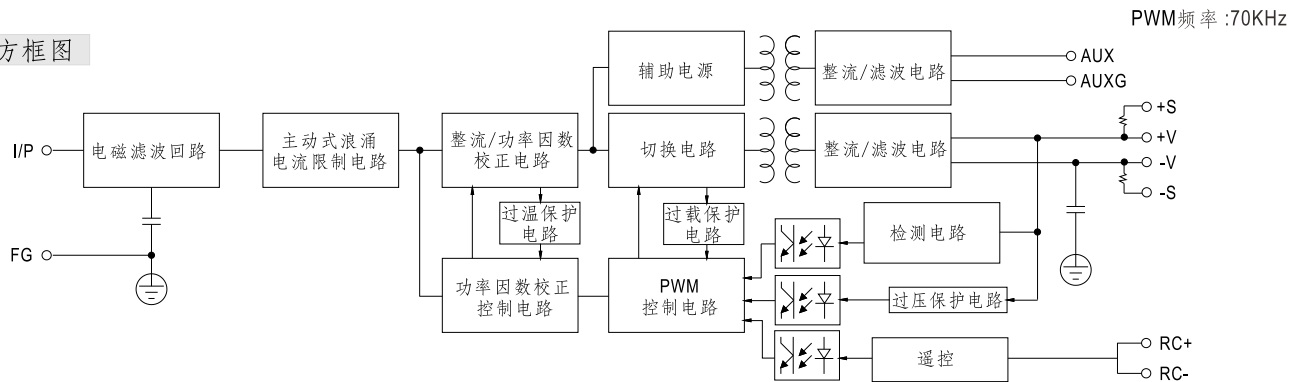 PWM频率:70KHz
方框图
辅助电源
整流/滤波电路
AUX
AUXG
I/P
电磁滤波回路
主动式浪涌
电流限制电路
整流/功率因数
校正电路
切换电路
整流/滤波电路
+S
+V
-V
-S
过温保护
电路
过载保护
电路
检测电路
FG
功率因数校正
控制电路
PWM
控制电路
过压保护电路
遥控
RC+
RC-